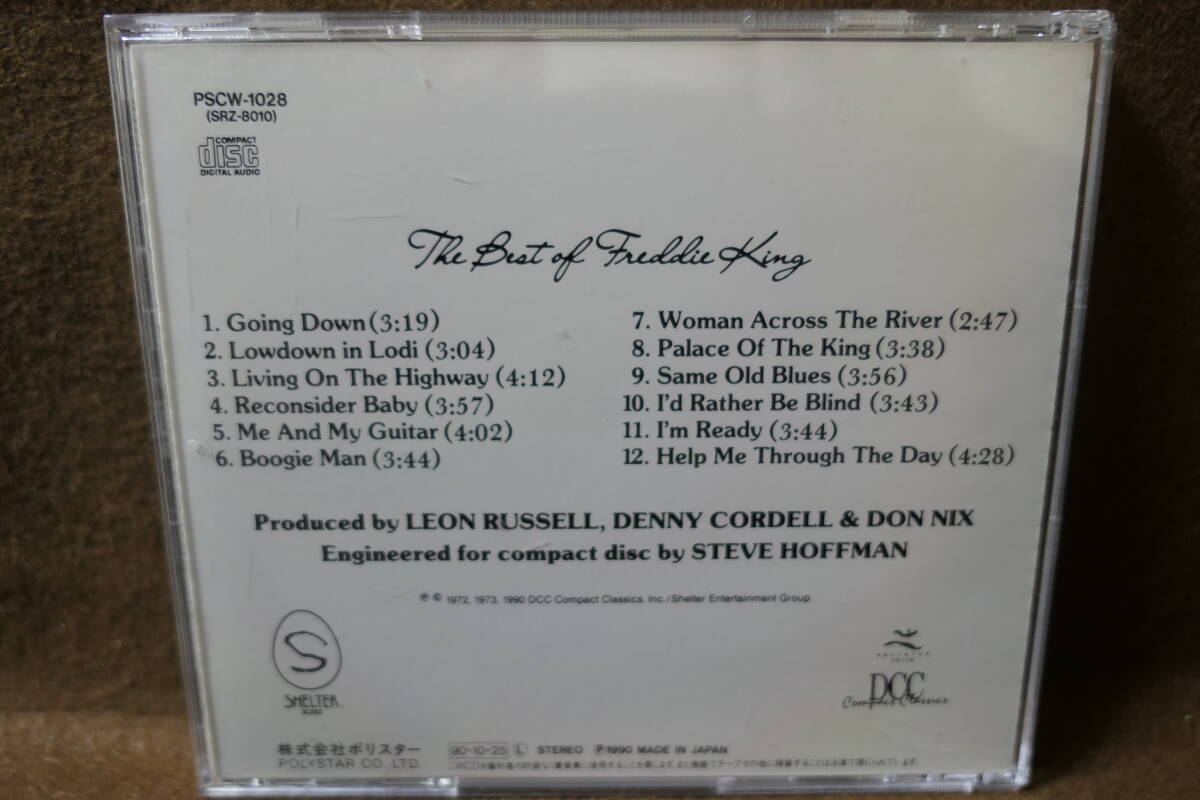 PSCW-1028
(SRZ-8010)
COMPACT
disc
DIGITAL AUDIO
The Best of Freddie King
1. Going Down (3:19)
2. Lowdown in Lodi (3:04)
3. Living On The Highway (4:12)
4. Reconsider Baby (3:57)
5. Me And My Guitar (4:02)
6. Boogie Man (3:44)
7. Woman Across The River (2:47)
8. Palace Of The King (3:38)
9. Same Old Blues (3:56)
10. I'd Rather Be Blind (3:43)
11. I'm Ready (3:44)
12. Help Me Through The Day (4:28)
Produced by LEON RUSSELL, DENNY CORDELL & DON NIX
Engineered for compact disc by STEVE HOFFMAN
℗ © 1972, 1973, 1990 DCC Compact Classics, Inc./Shelter Entertainment Group
S
SHELTER
DCC
Compact Classics
株式会社ポリスター
POLYSTAR CO. LTD.
90-10-25 Ⓛ STEREO ℗1990 MADE IN JAPAN